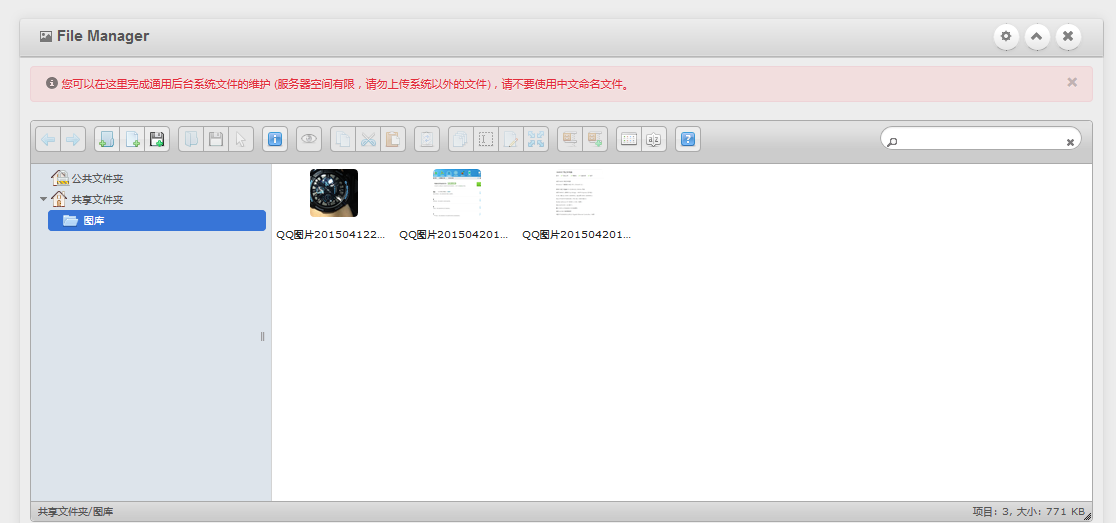 File Manager
您可以在这里完成通用后台系统文件的维护 (服务器空间有限，请勿上传系统以外的文件)，请不要使用中文命名文件。
公共文件夹
共享文件夹
图库
QQ图片201504122...
QQ图片201504201...
QQ图片201504201...
共享文件夹/图库
项目: 3, 大小: 771 KB